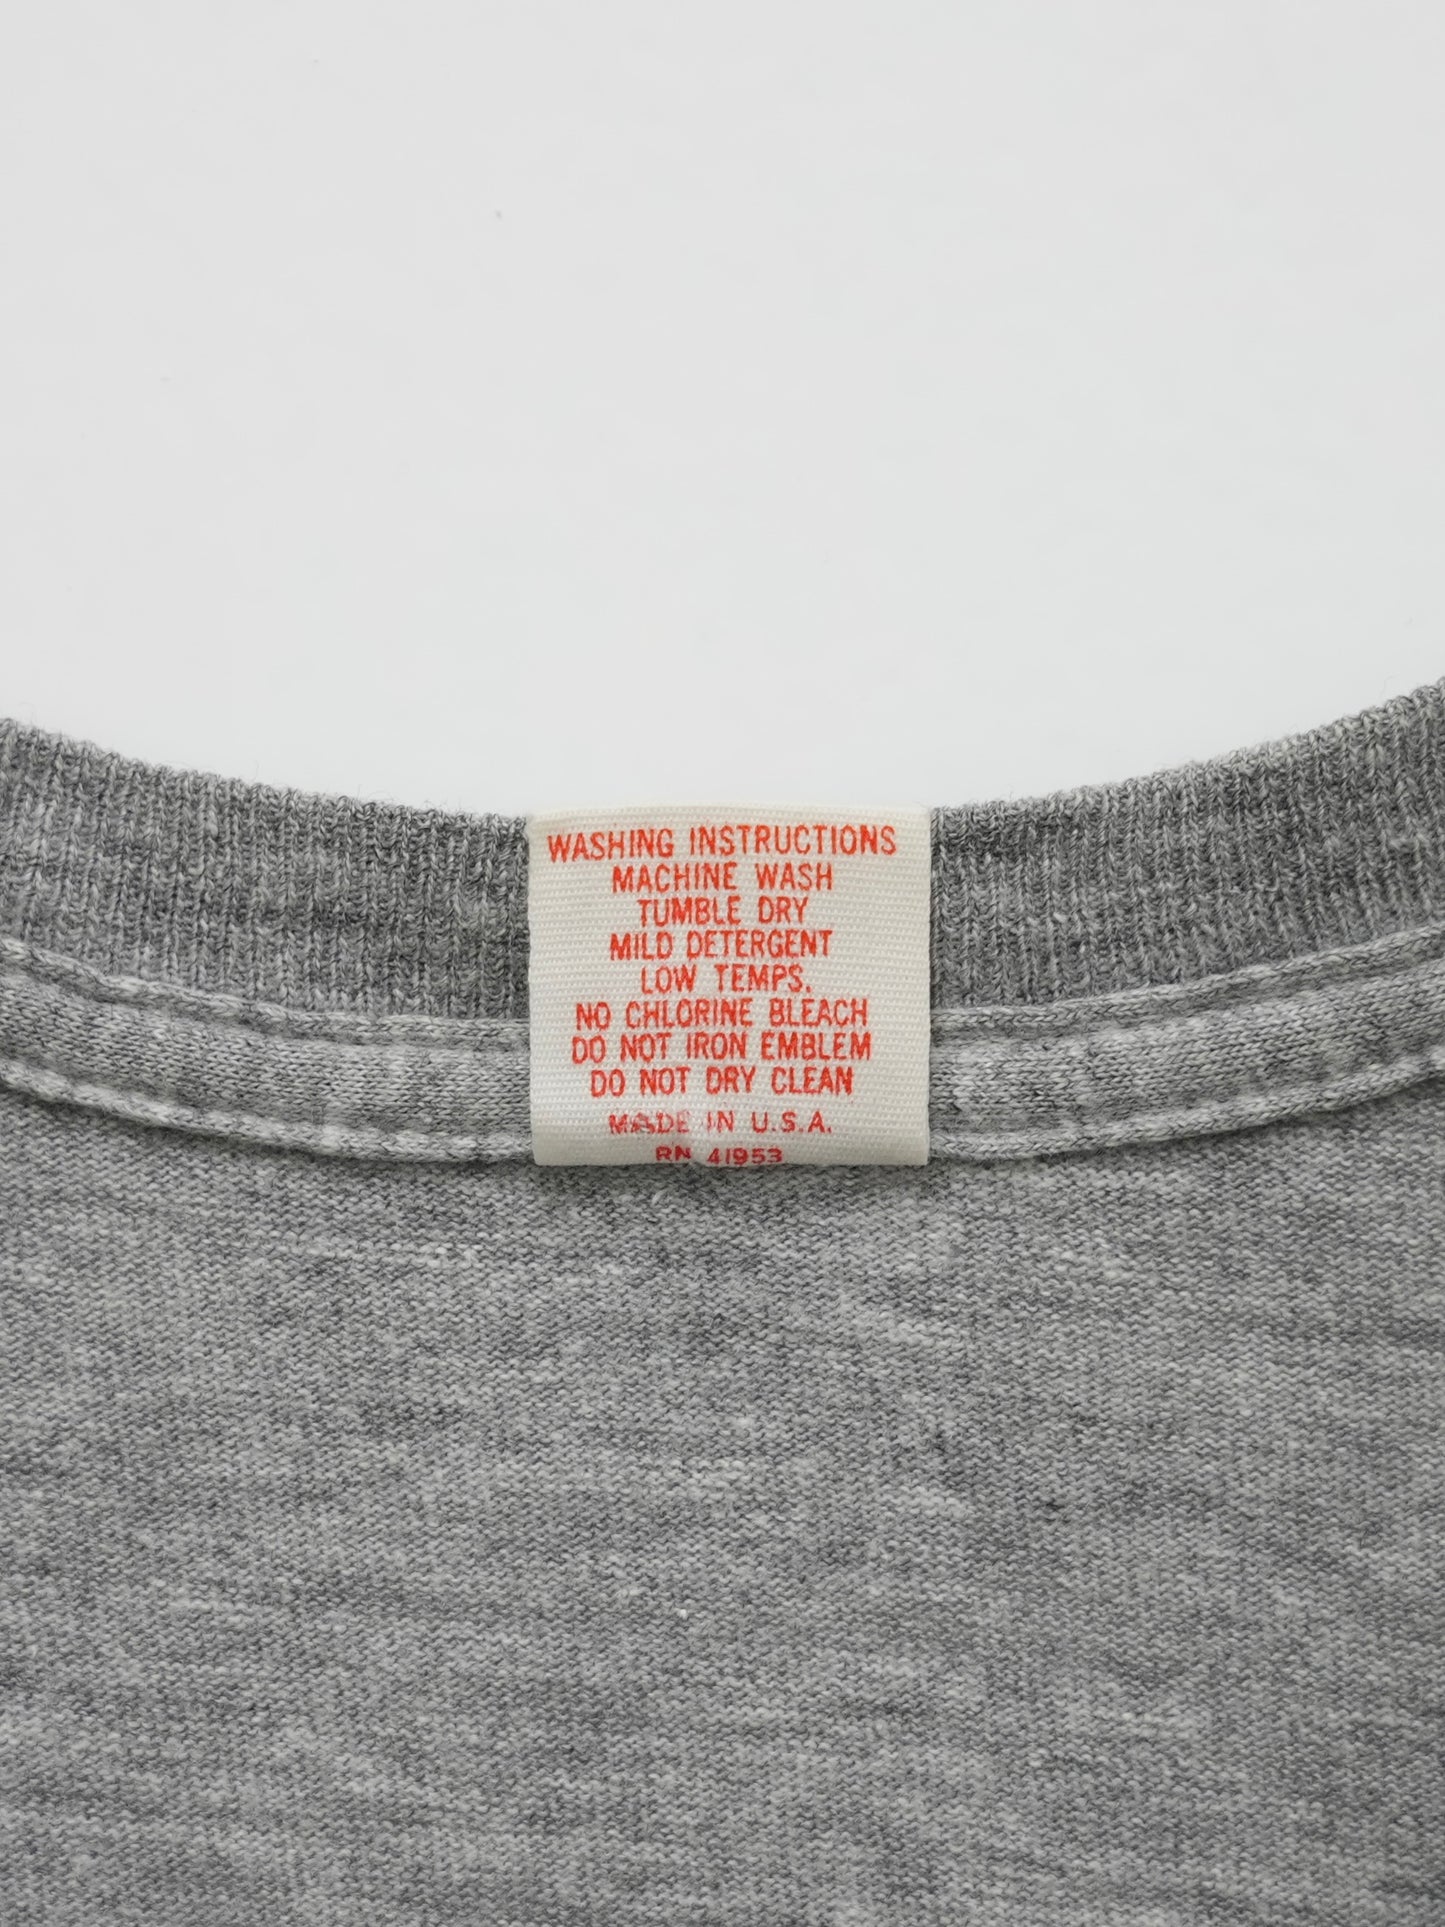 WASHING INSTRUCTIONS
MACHINE WASH
TUMBLE DRY
MILD DETERGENT
LOW TEMPS.
NO CHLORINE BLEACH
DO NOT IRON EMBLEM
DO NOT DRY CLEAN
MADE IN U.S.A.
RN 41953